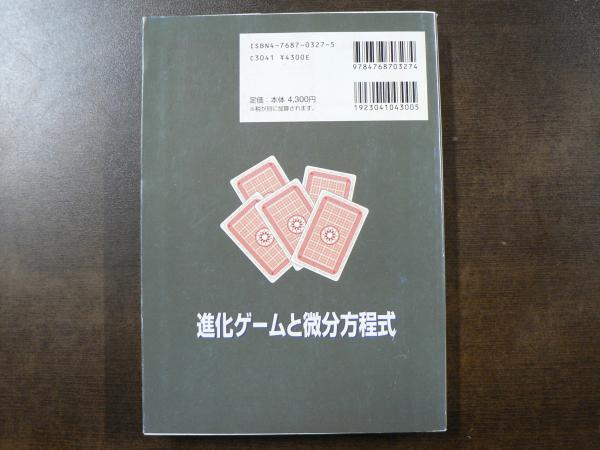 ISBN4-7687-0327-5
C3041 ¥4300E
定価：本体 4,300円
※税が別に加算されます。
9784768703274
1923041043005
進化ゲームと微分方程式